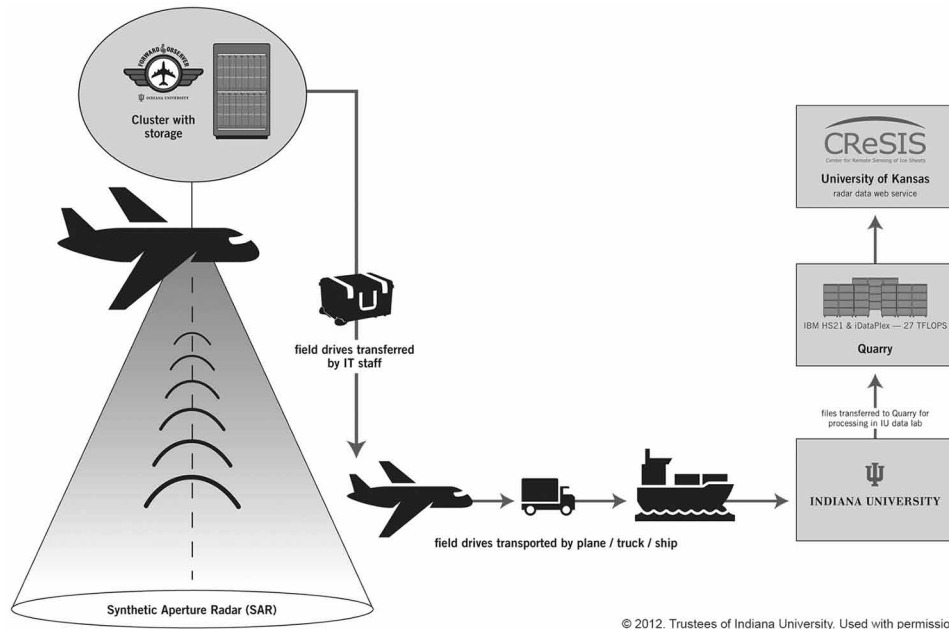 FORWARD OBSERVER
INDIANA UNIVERSITY
Cluster with
storage
field drives transferred
by IT staff
field drives transported by plane / truck / ship
Synthetic Aperture Radar (SAR)
CReSIS
Center for Remote Sensing of Ice Sheets
University of Kansas
radar data web service
IBM HS21 & iDataPlex — 27 TFLOPS
Quarry
files transferred to Quarry for
processing in IU data lab
INDIANA UNIVERSITY
© 2012. Trustees of Indiana University. Used with permissio